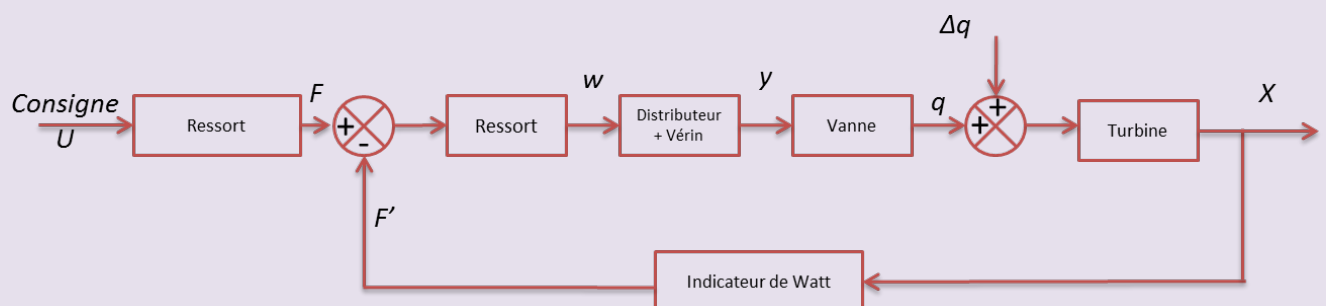 Δq
Consigne
U
Ressort
F
+
-
Ressort
w
Distributeur
+ Vérin
y
Vanne
q
+
+
Turbine
X
F’
Indicateur de Watt